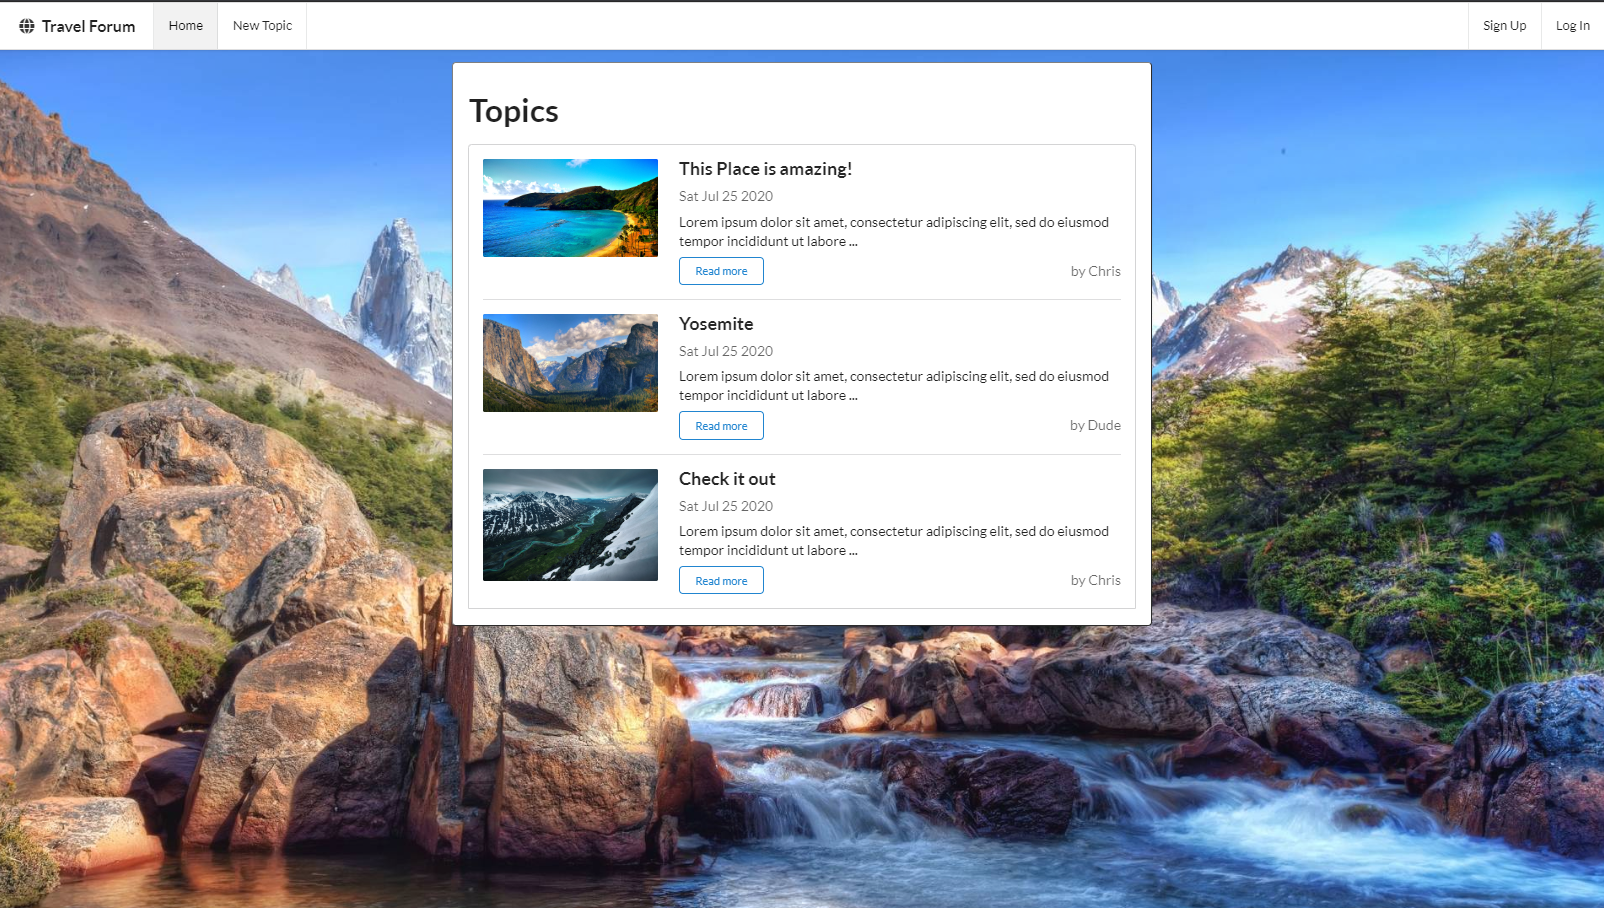 Travel Forum
Home
New Topic
Sign Up
Log In
Topics
This Place is amazing!
Sat Jul 25 2020
Lorem ipsum dolor sit amet, consectetur adipiscing elit, sed do eiusmod
tempor incididunt ut labore ...
Read more
by Chris
Yosemite
Sat Jul 25 2020
Lorem ipsum dolor sit amet, consectetur adipiscing elit, sed do eiusmod
tempor incididunt ut labore ...
Read more
by Dude
Check it out
Sat Jul 25 2020
Lorem ipsum dolor sit amet, consectetur adipiscing elit, sed do eiusmod
tempor incididunt ut labore ...
Read more
by Chris